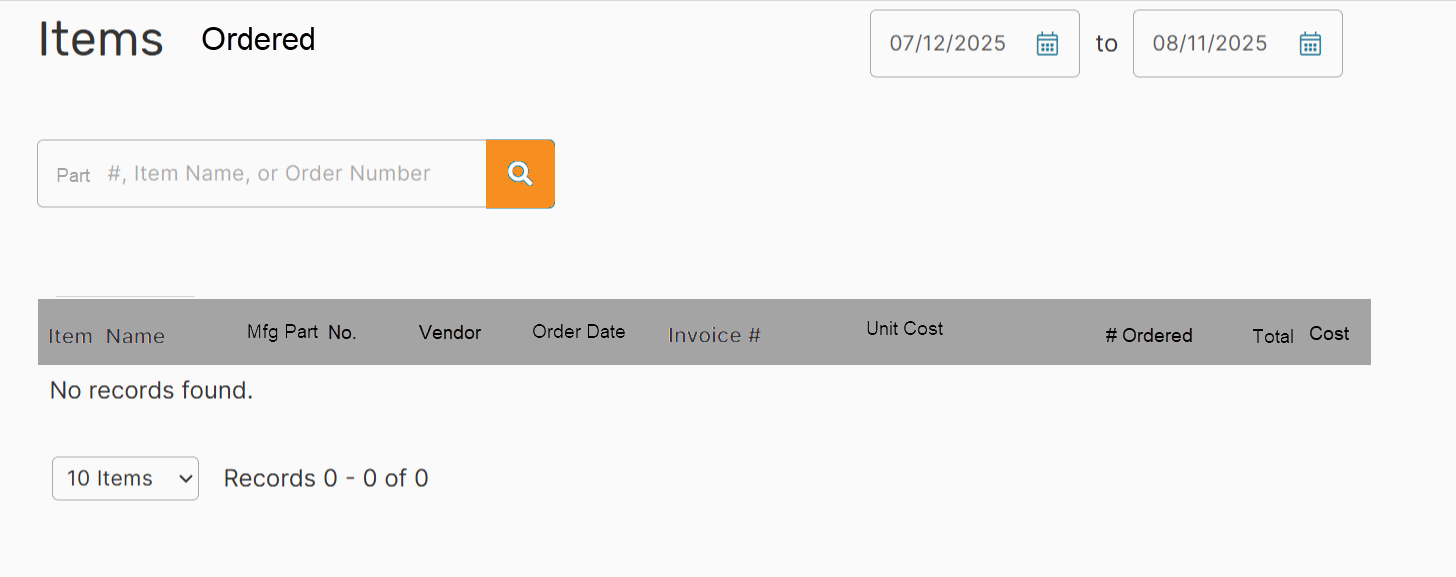 Items Ordered
07/12/2025 to 08/11/2025
Part #, Item Name, or Order Number
Item Name Mfg Part No. Vendor Order Date Invoice # Unit Cost # Ordered Total Cost
No records found.
10 Items Records 0 - 0 of 0